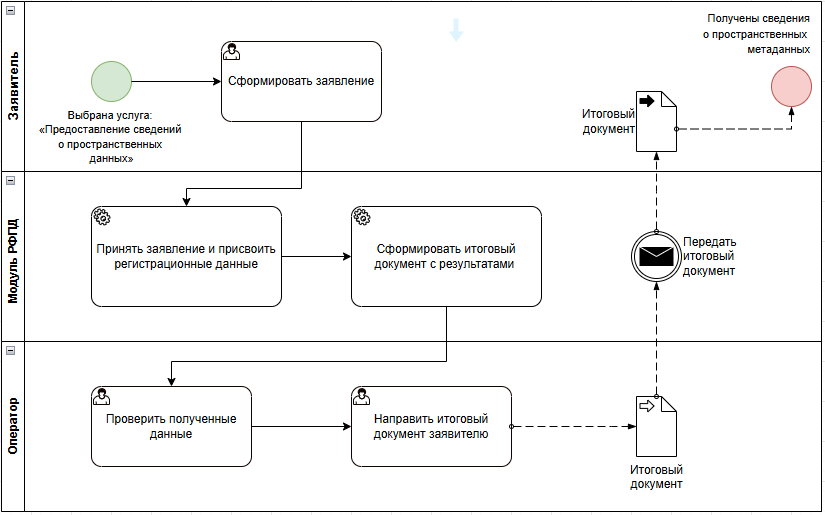 Заявитель
Выбрана услуга:
«Предоставление сведений
о пространственных
данных»
Сформировать заявление
Итоговый
документ
Получены сведения
о пространственных
метаданных
Модуль РФПД
Принять заявление и присвоить
регистрационные данные
Сформировать итоговый
документ с результатами
Передать
итоговый
документ
Оператор
Проверить полученные
данные
Направить итоговый
документ заявителю
Итоговый
документ